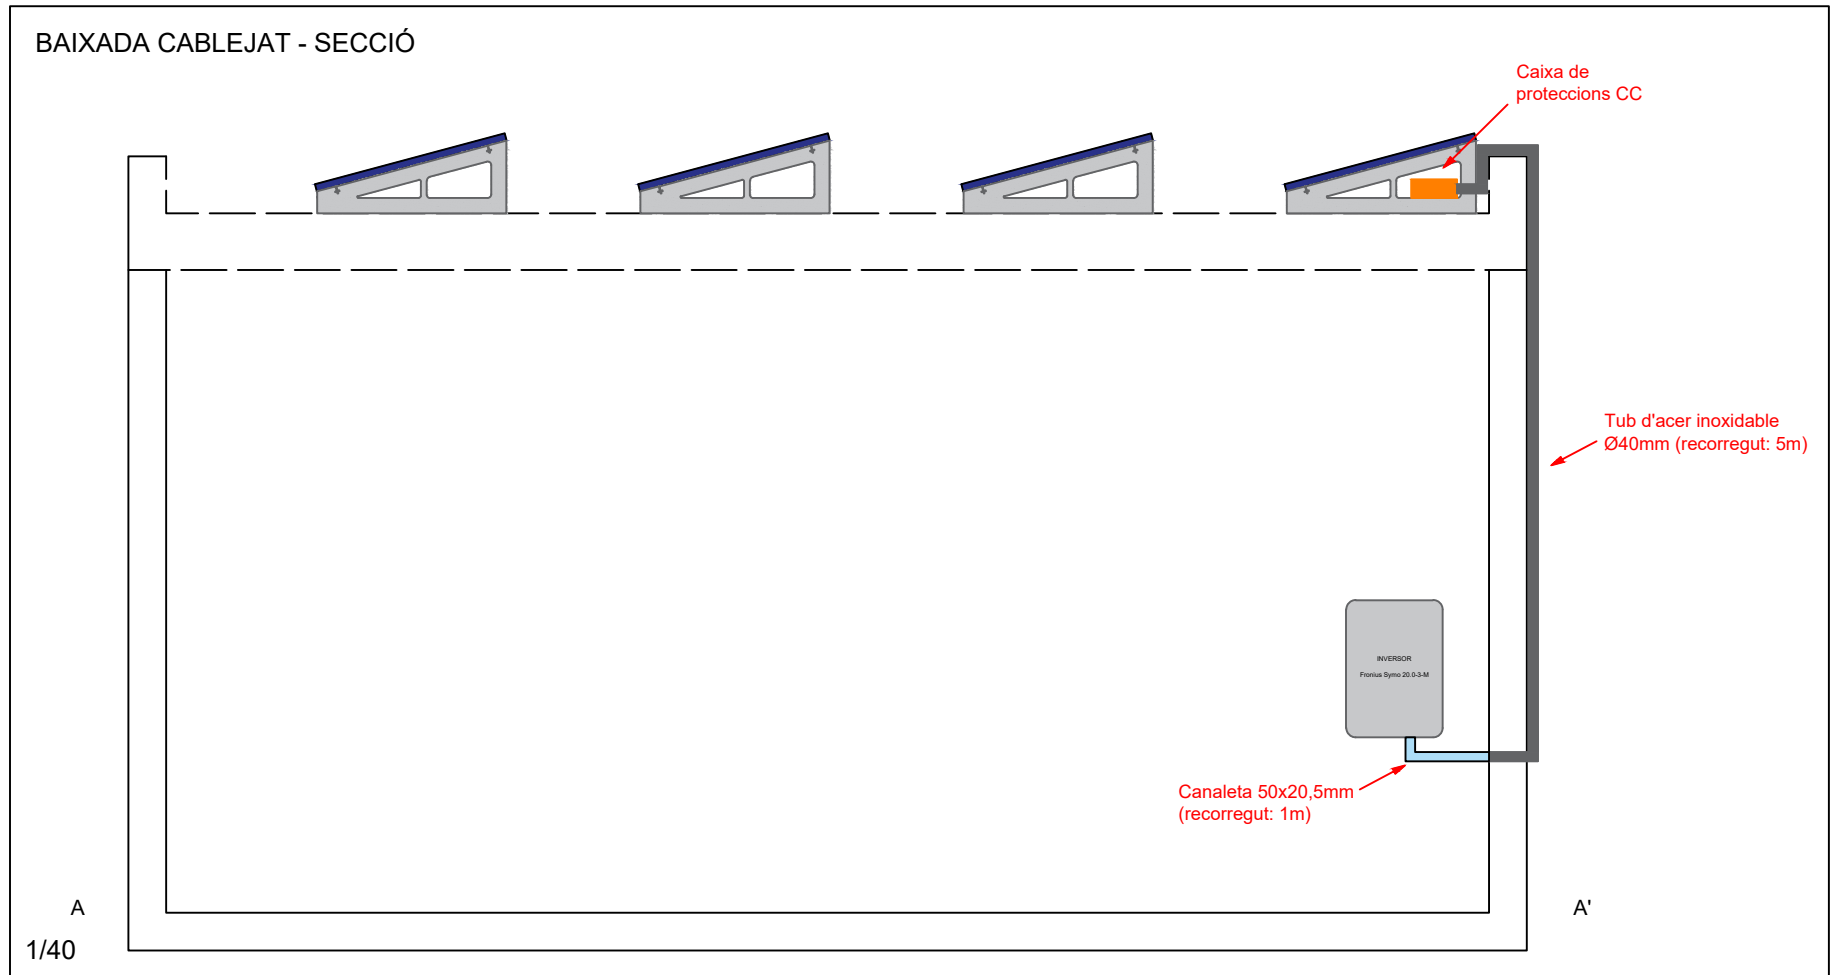 BAIXADA CABLEJAT - SECCIÓ
Caixa de
proteccions CC
Tub d'acer inoxidable
Ø40mm (recorregut: 5m)
INVERSOR
Fronius Symo 20.0-3-M
Canaleta 50x20,5mm
(recorregut: 1m)
A
A'
1/40